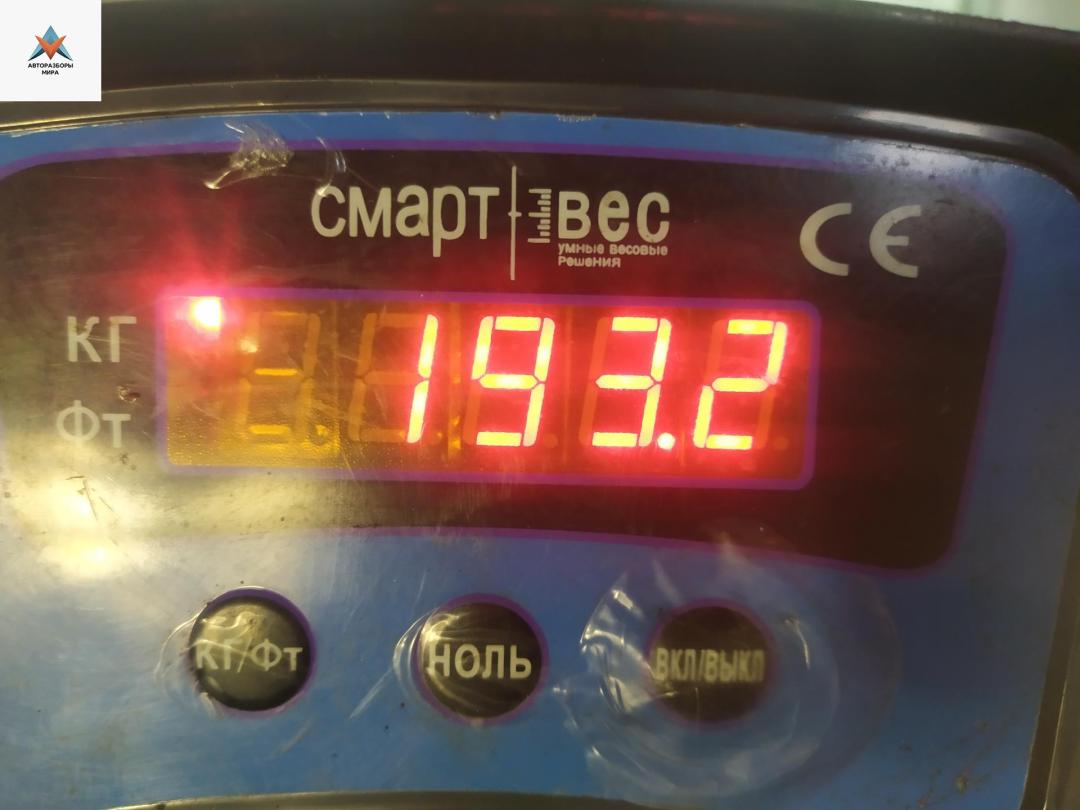 АВТОРАЗБОРЫ
МИРА
смарт вес
умные весовые
решения
CE
КГ
193.2
Фт
КГ/Фт
НОЛЬ
ВКЛ/ВЫКЛ